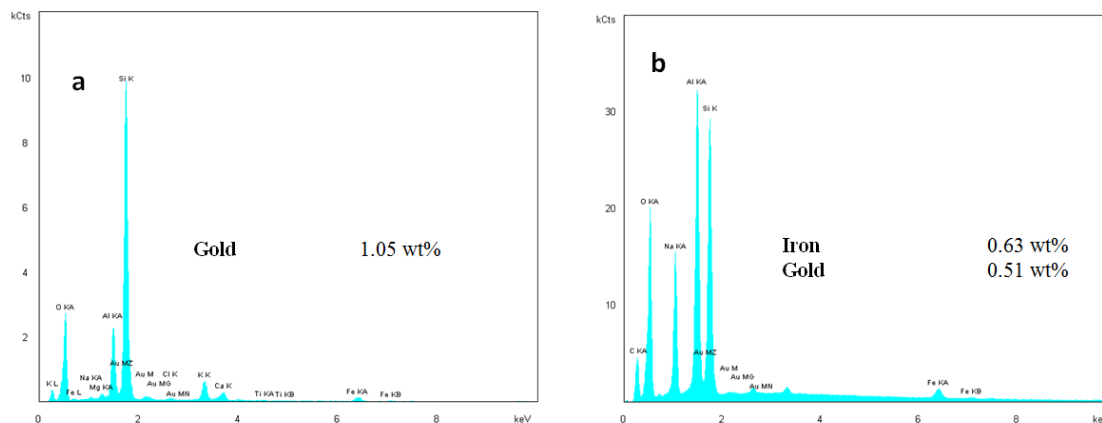 kCts
a
Si K
10
8
6
4
2
Gold 1.05 wt%
O KA
Al KA
Au MZ
K L
Fe L
Na KA
Mg KA
Au M
Au MG
Au MN
Cl K
K K
Ca K
Ti KA
Ti KB
Fe KA
Fe KB
0
2
4
6
8
keV
kCts
b
Al KA
Si K
30
20
10
O KA
Na KA
Iron 0.63 wt%
Gold 0.51 wt%
C KA
Au MZ
Au M
Au MG
Au MN
Fe KA
Fe KB
0
2
4
6
8